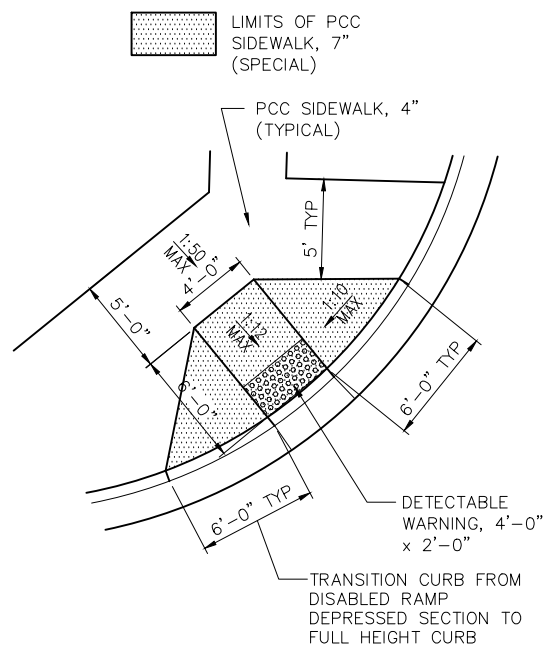 LIMITS OF PCC
SIDEWALK, 7"
(SPECIAL)
PCC SIDEWALK, 4"
(TYPICAL)
5' TYP
1:50
MAX
4'-0"
5'-0"
1:12
MAX
1:10
MAX
6'-0"
6'-0" TYP
6'-0" TYP
DETECTABLE
WARNING, 4'-0"
x 2'-0"
TRANSITION CURB FROM
DISABLED RAMP
DEPRESSED SECTION TO
FULL HEIGHT CURB